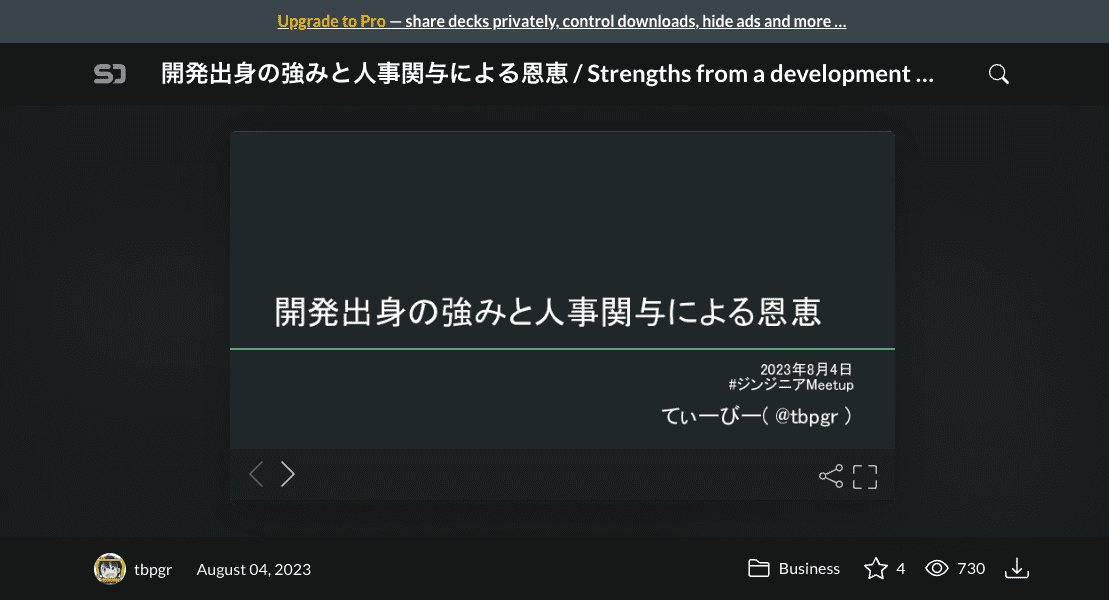 Upgrade to Pro — share decks privately, control downloads, hide ads and more …
SD 開発出身の強みと人事関与による恩恵 / Strengths from a development ...
開発出身の強みと人事関与による恩恵
2023年8月4日
#ジンジニアMeetup
てぃーびー( @tbpgr )
tbpgr August 04, 2023 Business 4 730